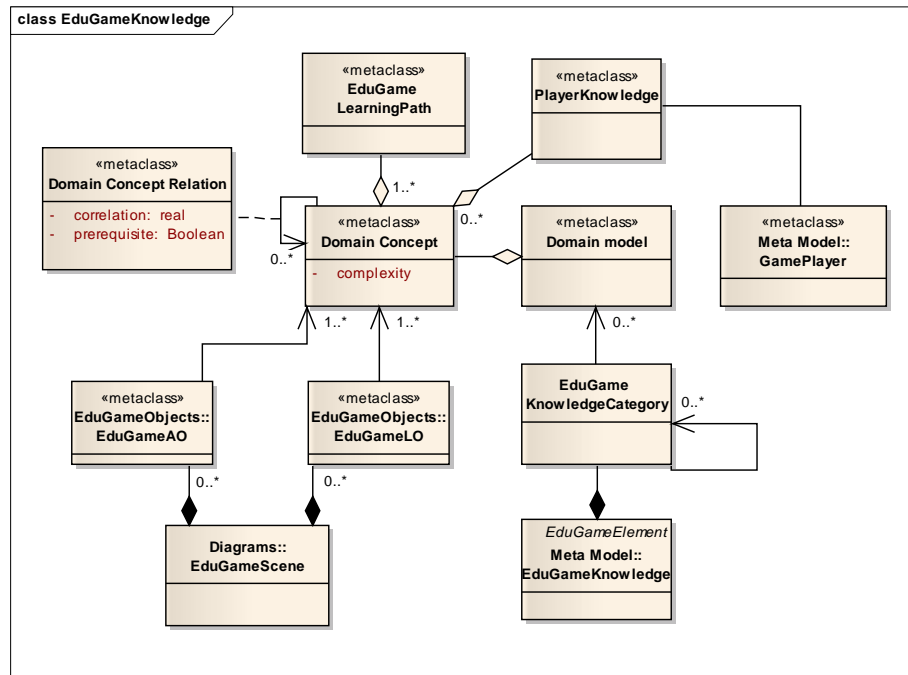 class EduGameKnowledge
«metaclass»
EduGame
LearningPath
«metaclass»
PlayerKnowledge
«metaclass»
Domain Concept Relation
- correlation: real
- prerequisite: Boolean
1..*
0..*
0..*
«metaclass»
Domain Concept
- complexity
«metaclass»
Domain model
«metaclass»
Meta Model::
GamePlayer
1..*
1..*
0..*
«metaclass»
EduGameObjects::
EduGameAO
«metaclass»
EduGameObjects::
EduGameLO
EduGame
KnowledgeCategory
0..*
0..*
0..*
Diagrams::
EduGameScene
EduGameElement
Meta Model::
EduGameKnowledge